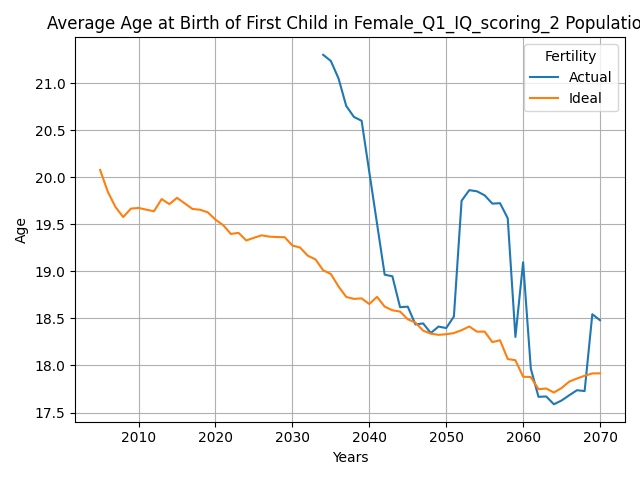 Average Age at Birth of First Child in Female_Q1_IQ_scoring_2 Populatio
Fertility
Actual
Ideal
21.0
20.5
20.0
19.5
19.0
18.5
18.0
17.5
Age
2010 2020 2030 2040 2050 2060 2070
Years